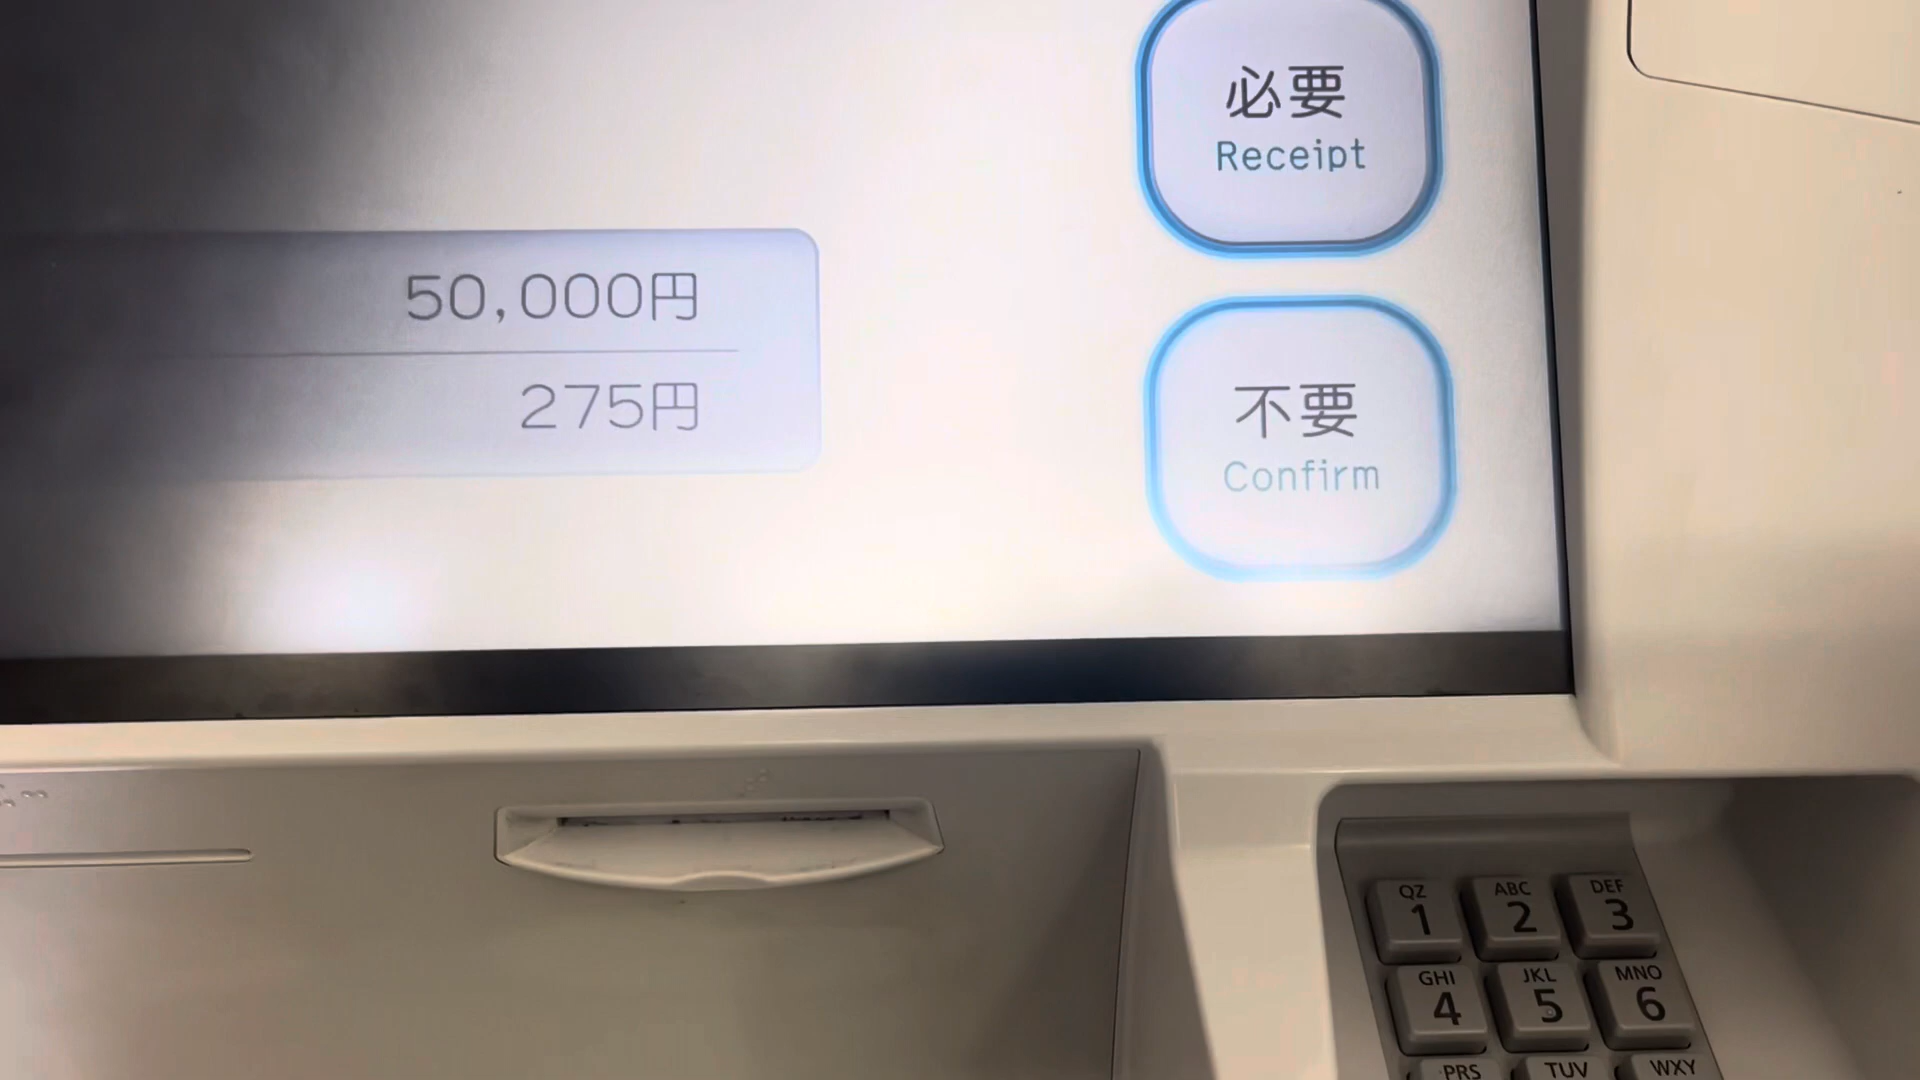 必要
Receipt
50,000円
275円
不要
Confirm
QZ
1
ABC
2
DEF
3
GHI
4
JKL
5
MNO
6
PRS
TUV
WXY